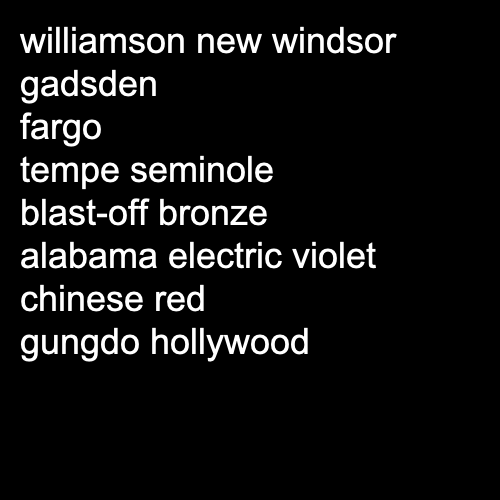 williamson new windsor
gadsden
fargo
tempe seminole
blast-off bronze
alabama electric violet
chinese red
gungdo hollywood